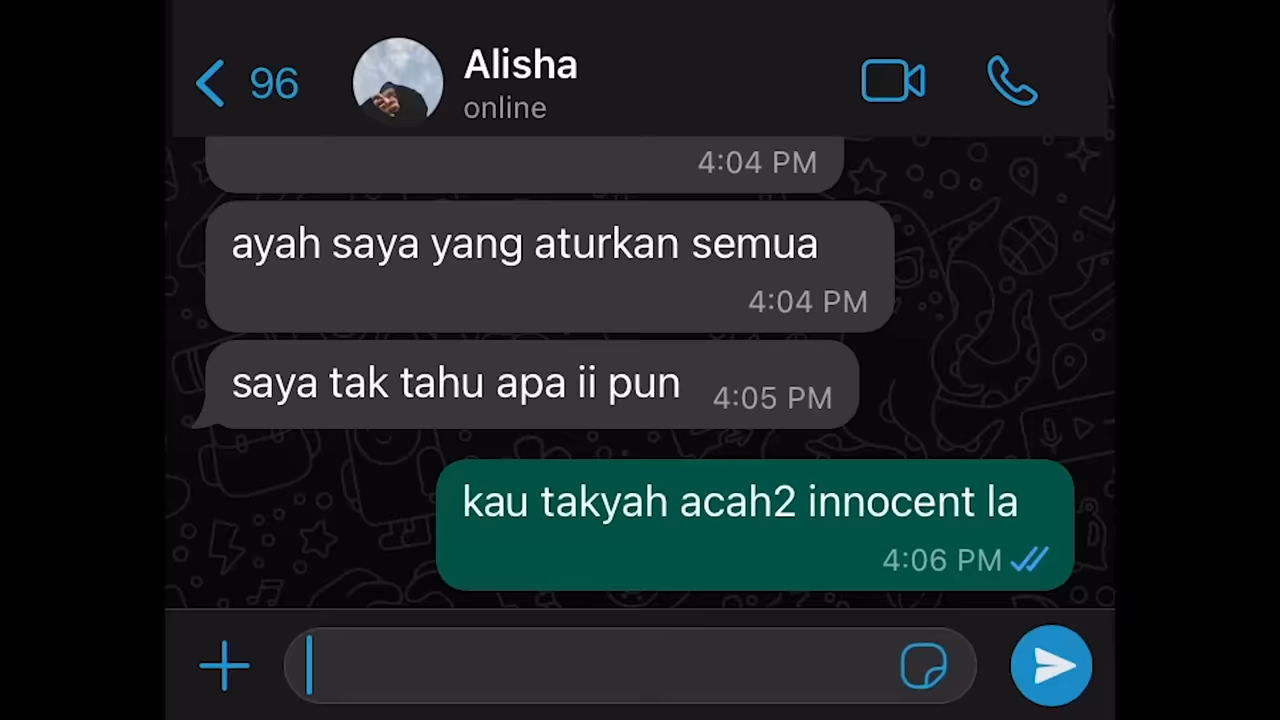 96
Alisha
online
4:04 PM
ayah saya yang aturkan semua
4:04 PM
saya tak tahu apa ii pun 4:05 PM
kau takyah acah2 innocent la
4:06 PM